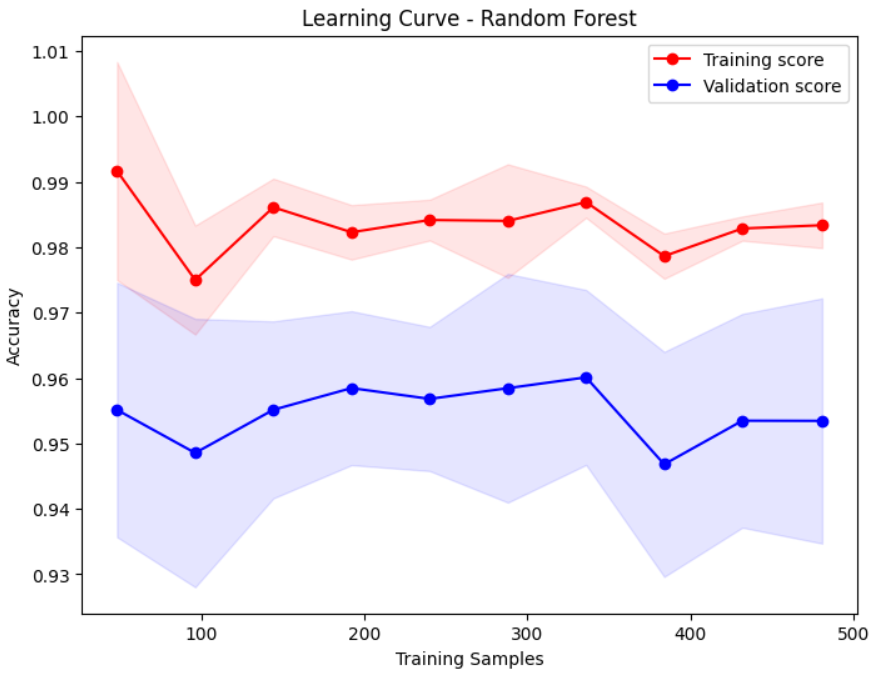 Learning Curve - Random Forest
Training score
Validation score
Accuracy
1.01
1.00
0.99
0.98
0.97
0.96
0.95
0.94
0.93
100
200
300
400
500
Training Samples